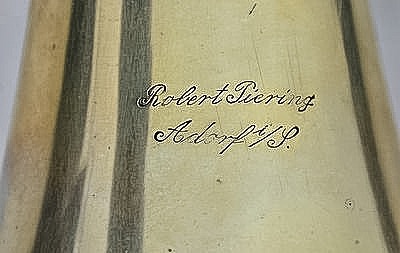 Robert Piering
Adorf i/S.